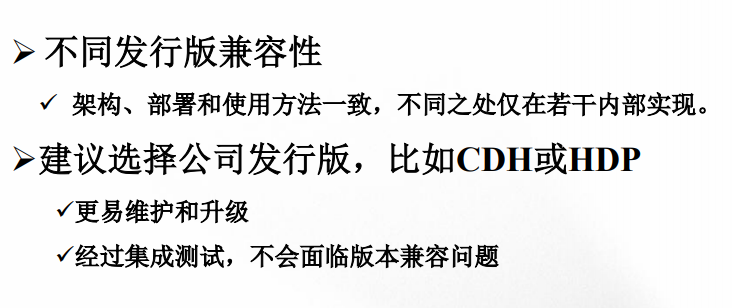 ➢ 不同发行版兼容性
✓ 架构、部署和使用方法一致，不同之处仅在若干内部实现。
➢建议选择公司发行版，比如CDH或HDP
✓更易维护和升级
✓经过集成测试，不会面临版本兼容问题